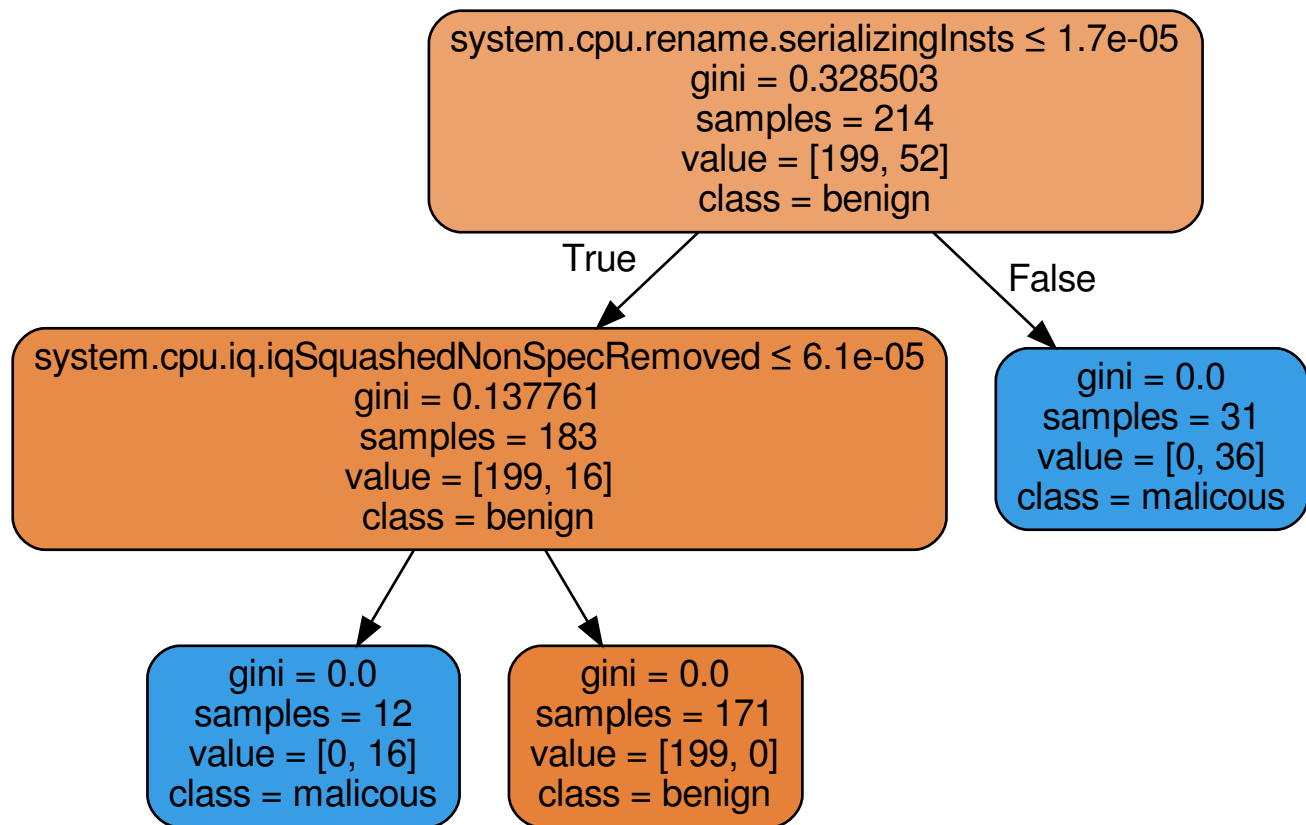 system.cpu.rename.serializingInsts ≤ 1.7e-05
gini = 0.328503
samples = 214
value = [199, 52]
class = benign
True
False
system.cpu.iq.iqSquashedNonSpecRemoved ≤ 6.1e-05
gini = 0.137761
samples = 183
value = [199, 16]
class = benign
gini = 0.0
samples = 31
value = [0, 36]
class = malicous
gini = 0.0
samples = 12
value = [0, 16]
class = malicous
gini = 0.0
samples = 171
value = [199, 0]
class = benign